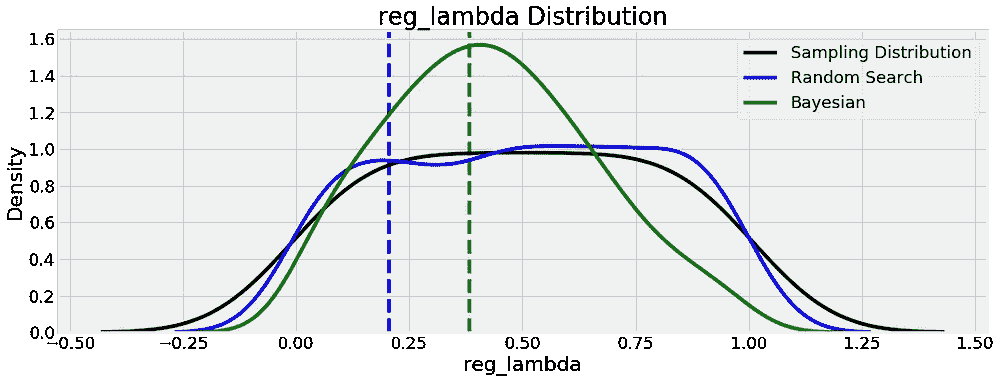 reg_lambda Distribution
Sampling Distribution
Random Search
Bayesian
Density
1.6
1.4
1.2
1.0
0.8
0.6
0.4
0.2
0.0
−0.50 −0.25 0.00 0.25 0.50 0.75 1.00 1.25 1.50
reg_lambda